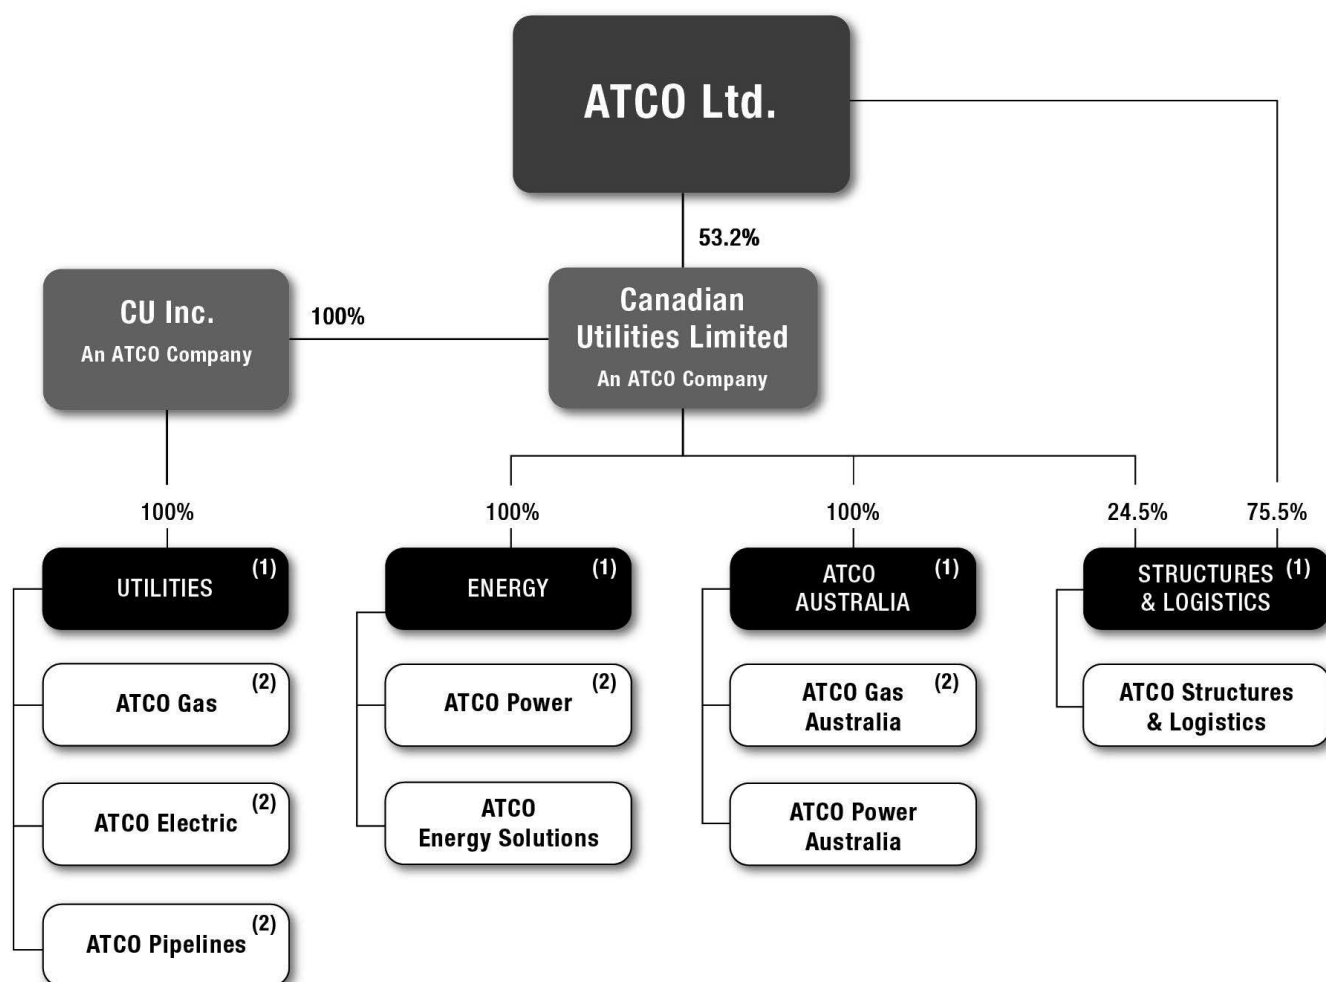 ATCO Ltd.
53.2%
CU Inc.
An ATCO Company
100%
Canadian
Utilities Limited
An ATCO Company
100%
100%
100%
24.5%
75.5%
UTILITIES (1)
ENERGY (1)
ATCO (1)
AUSTRALIA
STRUCTURES (1)
& LOGISTICS
ATCO Gas (2)
ATCO Power (2)
ATCO Gas (2)
Australia
ATCO Structures
& Logistics
ATCO Electric (2)
ATCO
Energy Solutions
ATCO Power
Australia
ATCO Pipelines (2)